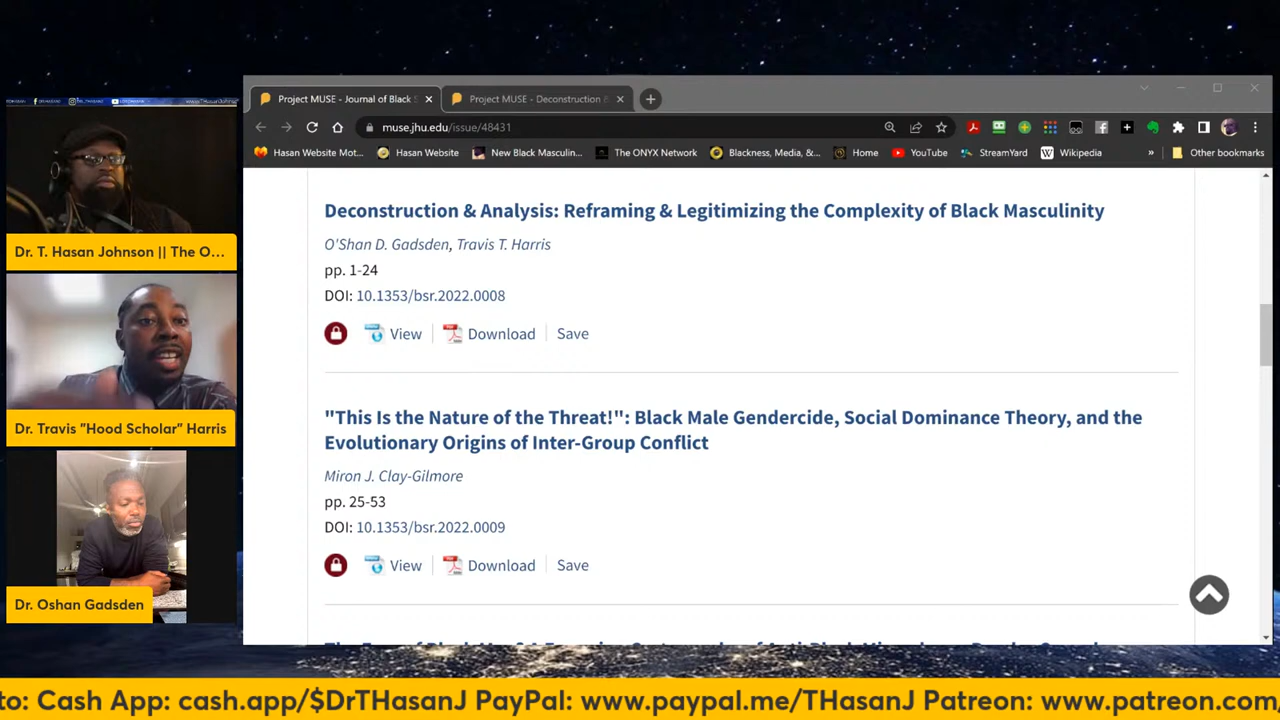 Dr. T. Hasan Johnson || The O...
Dr. Travis "Hood Scholar" Harris
Dr. Oshan Gadsden
Project MUSE - Journal of Black S
Project MUSE - Deconstruction &
muse.jhu.edu/issue/48431
Hasan Website Mot...
Hasan Website
New Black Masculin...
The ONYX Network
Blackness, Media, &...
Home
YouTube
StreamYard
Wikipedia
»
Other bookmarks
Deconstruction & Analysis: Reframing & Legitimizing the Complexity of Black Masculinity
O'Shan D. Gadsden, Travis T. Harris
pp. 1-24
DOI: 10.1353/bsr.2022.0008
View
Download
Save
"This Is the Nature of the Threat!": Black Male Gendercide, Social Dominance Theory, and the
Evolutionary Origins of Inter-Group Conflict
Miron J. Clay-Gilmore
pp. 25-53
DOI: 10.1353/bsr.2022.0009
View
Download
Save
to: Cash App: cash.app/$DrTHasanJ PayPal: www.paypal.me/THasanJ Patreon: www.patreon.com/